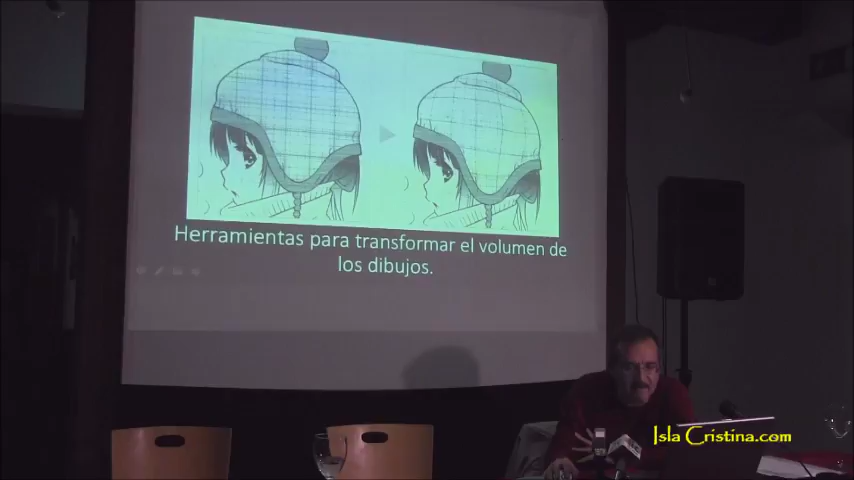 Herramientas para transformar el volumen de
los dibujos.
Isla Cristina.com